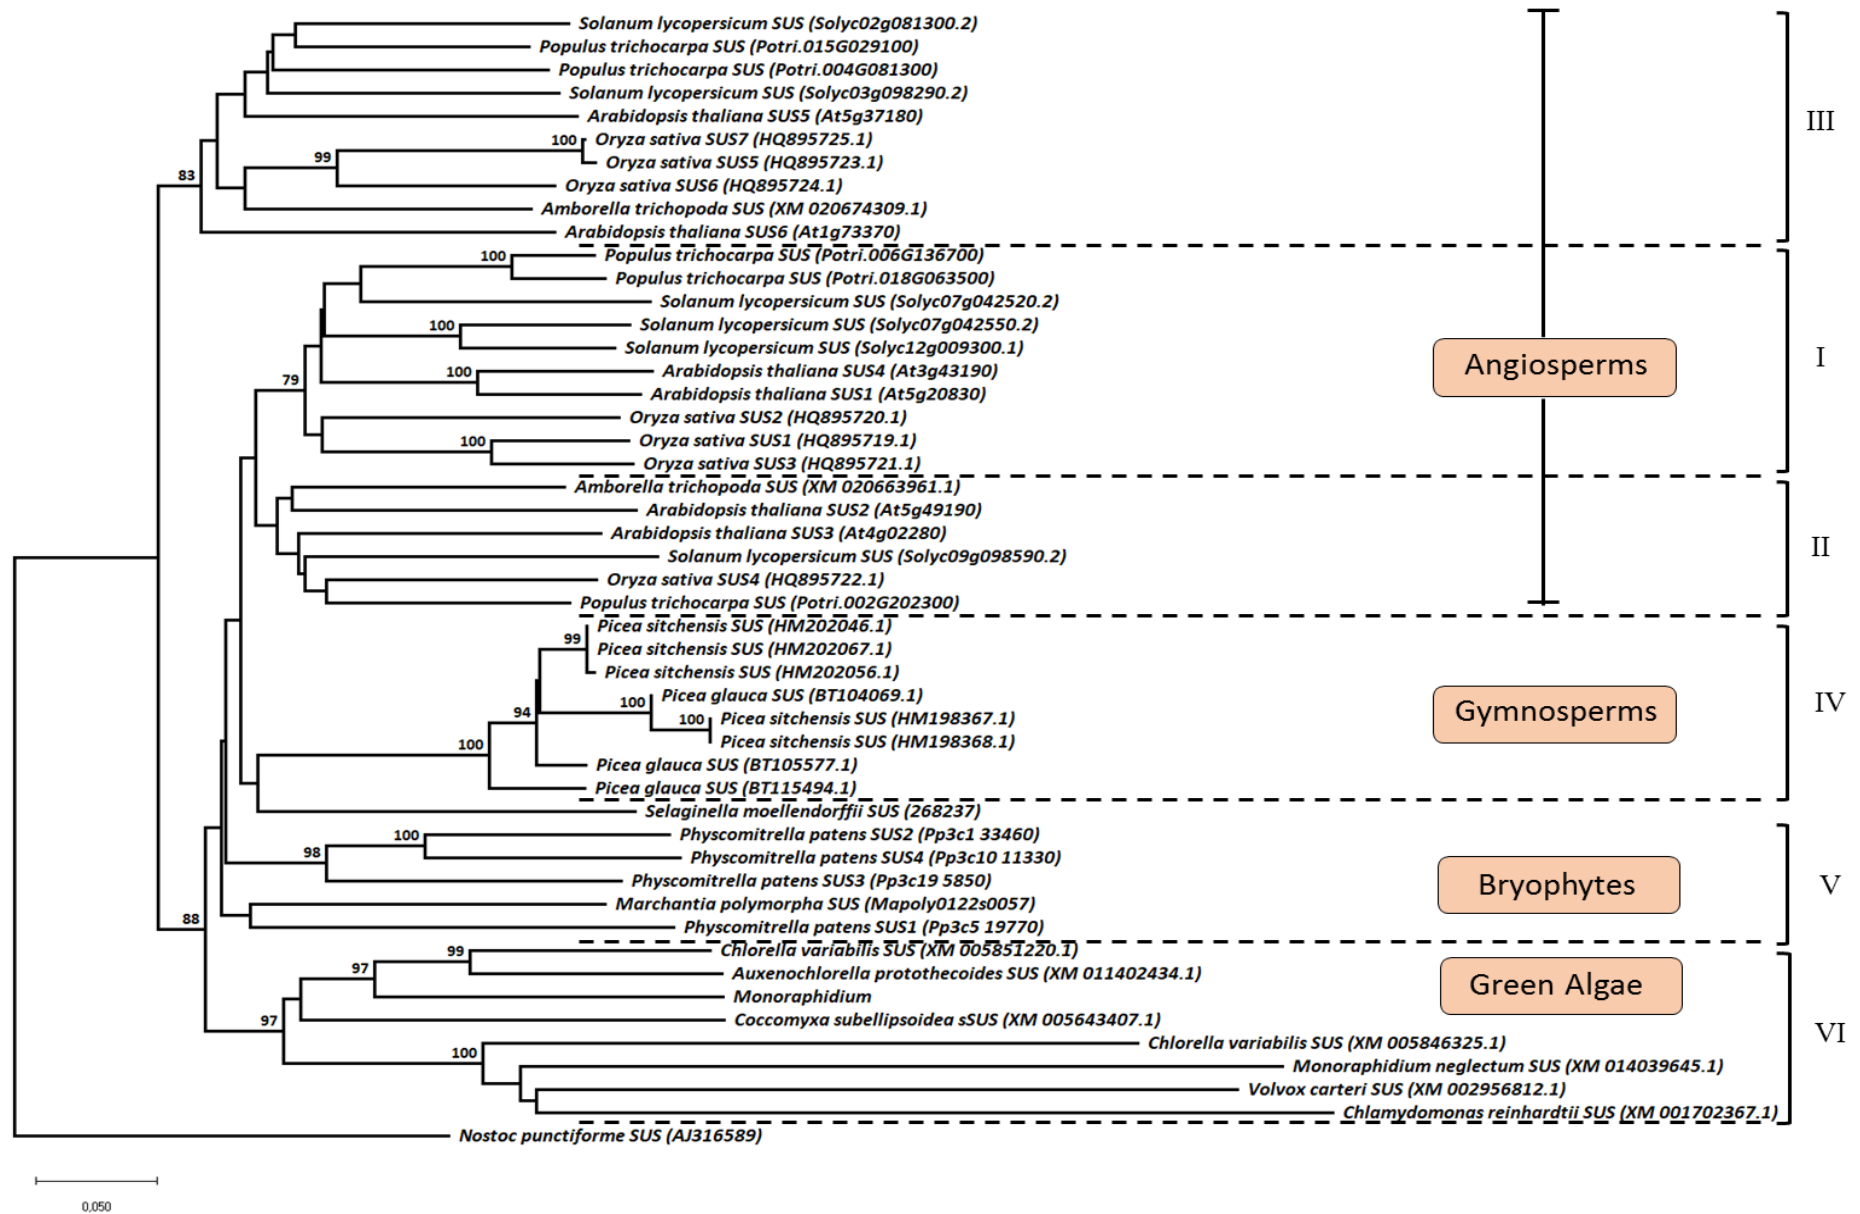 Solanum lycopersicum SUS (Solyc02g081300.2)
Populus trichocarpa SUS (Potri.015G029100)
Populus trichocarpa SUS (Potri.004G081300)
Solanum lycopersicum SUS (Solyc03g098290.2)
Arabidopsis thaliana SUS5 (At5g37180)
III
100
Oryza sativa SUS7 (HQ895725.1)
99
Oryza sativa SUS5 (HQ895723.1)
83
Oryza sativa SUS6 (HQ895724.1)
Amborella trichopoda SUS (XM 020674309.1)
Arabidopsis thaliana SUS6 (At1g73370)
100
Populus trichocarpa SUS (Potri.006G136700)
Populus trichocarpa SUS (Potri.018G063500)
Solanum lycopersicum SUS (Solyc07g042520.2)
100
Solanum lycopersicum SUS (Solyc07g042550.2)
Solanum lycopersicum SUS (Solyc12g009300.1)
Angiosperms
I
100
Arabidopsis thaliana SUS4 (At3g43190)
79
Arabidopsis thaliana SUS1 (At5g20830)
Oryza sativa SUS2 (HQ895720.1)
100
Oryza sativa SUS1 (HQ895719.1)
Oryza sativa SUS3 (HQ895721.1)
Amborella trichopoda SUS (XM 020663961.1)
Arabidopsis thaliana SUS2 (At5g49190)
Arabidopsis thaliana SUS3 (At4g02280)
II
Solanum lycopersicum SUS (Solyc09g098590.2)
Oryza sativa SUS4 (HQ895722.1)
Populus trichocarpa SUS (Potri.002G202300)
Picea sitchensis SUS (HM202046.1)
99
Picea sitchensis SUS (HM202067.1)
Picea sitchensis SUS (HM202056.1)
100
Picea glauca SUS (BT104069.1)
94
100
Picea sitchensis SUS (HM198367.1)
Gymnosperms
IV
100
Picea sitchensis SUS (HM198368.1)
Picea glauca SUS (BT105577.1)
Picea glauca SUS (BT115494.1)
Selaginella moellendorffii SUS (268237)
100
Physcomitrella patens SUS2 (Pp3c1 33460)
98
Physcomitrella patens SUS4 (Pp3c10 11330)
Physcomitrella patens SUS3 (Pp3c19 5850)
Bryophytes
V
Marchantia polymorpha SUS (Mapoly0122s0057)
88
Physcomitrella patens SUS1 (Pp3c5 19770)
99
Chlorella variabilis SUS (XM 005851220.1)
97
Auxenochlorella protothecoides SUS (XM 011402434.1)
Green Algae
Monoraphidium
97
Coccomyxa subellipsoidea sSUS (XM 005643407.1)
VI
100
Chlorella variabilis SUS (XM 005846325.1)
Monoraphidium neglectum SUS (XM 014039645.1)
Volvox carteri SUS (XM 002956812.1)
Chlamydomonas reinhardtii SUS (XM 001702367.1)
Nostoc punctiforme SUS (AJ316589)
0,050